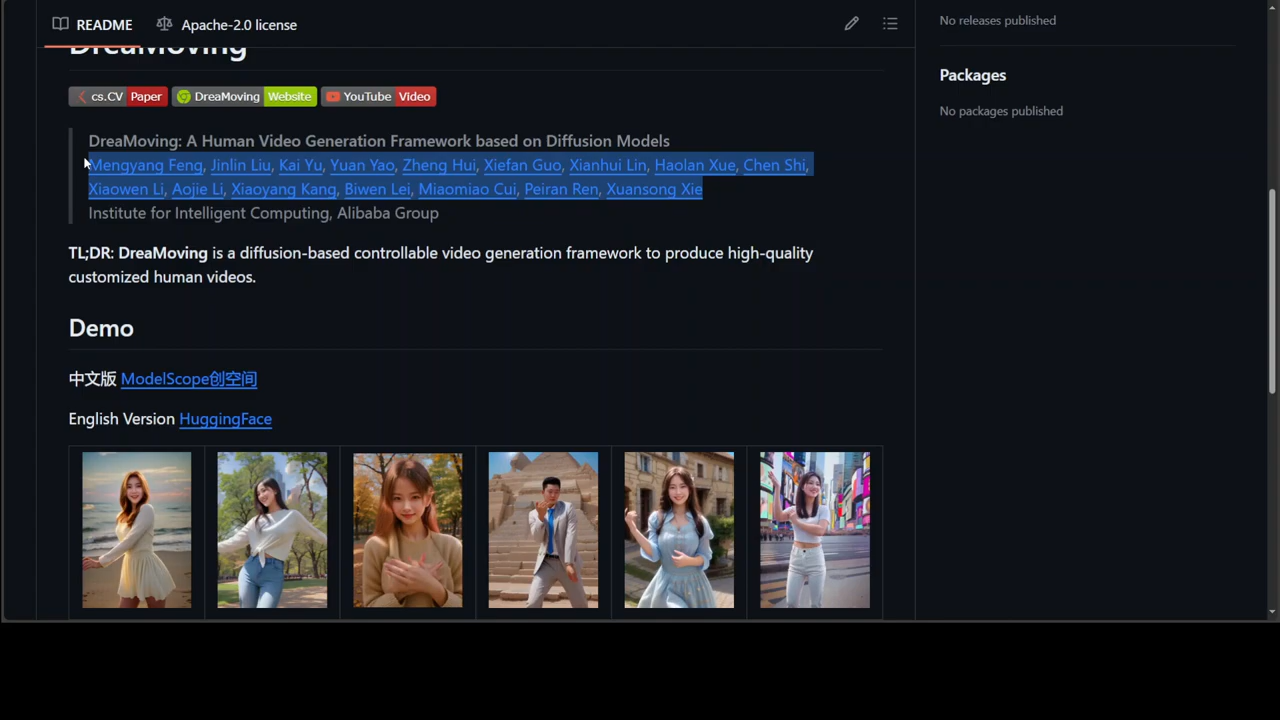 README
Apache-2.0 license
No releases published
DreaMoving
cs.CV Paper
DreaMoving Website
YouTube Video
Packages
No packages published
DreaMoving: A Human Video Generation Framework based on Diffusion Models
Mengyang Feng, Jinlin Liu, Kai Yu, Yuan Yao, Zheng Hui, Xiefan Guo, Xianhui Lin, Haolan Xue, Chen Shi,
Xiaowen Li, Aojie Li, Xiaoyang Kang, Biwen Lei, Miaomiao Cui, Peiran Ren, Xuansong Xie
Institute for Intelligent Computing, Alibaba Group
TL;DR: DreaMoving is a diffusion-based controllable video generation framework to produce high-quality
customized human videos.
Demo
中文版 ModelScope创空间
English Version HuggingFace